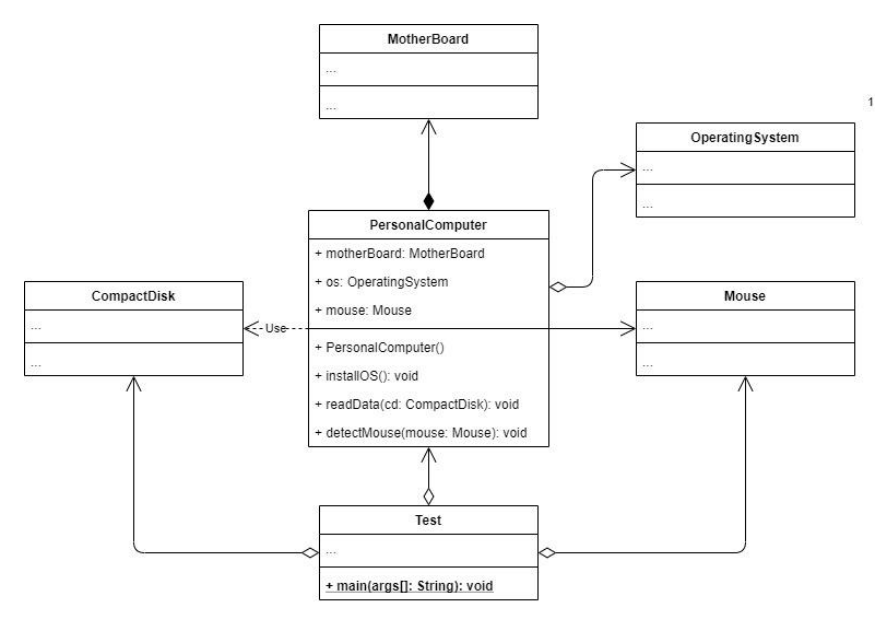 MotherBoard
...
...
1
OperatingSystem
...
...
PersonalComputer
+ motherBoard: MotherBoard
+ os: OperatingSystem
+ mouse: Mouse
+ PersonalComputer()
+ installOS(): void
+ readData(cd: CompactDisk): void
+ detectMouse(mouse: Mouse): void
CompactDisk
...
...
Use
Mouse
...
...
Test
...
+ main(args[]: String): void